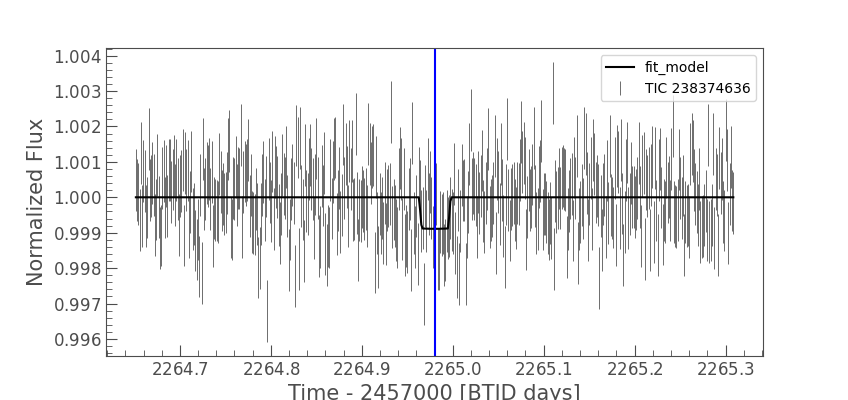 1.004
1.003
1.002
1.001
1.000
0.999
0.998
0.997
0.996
Normalized Flux
fit_model
TIC 238374636
2264.7 2264.8 2264.9 2265.0 2265.1 2265.2 2265.3
Time - 2457000 [BTJD days]